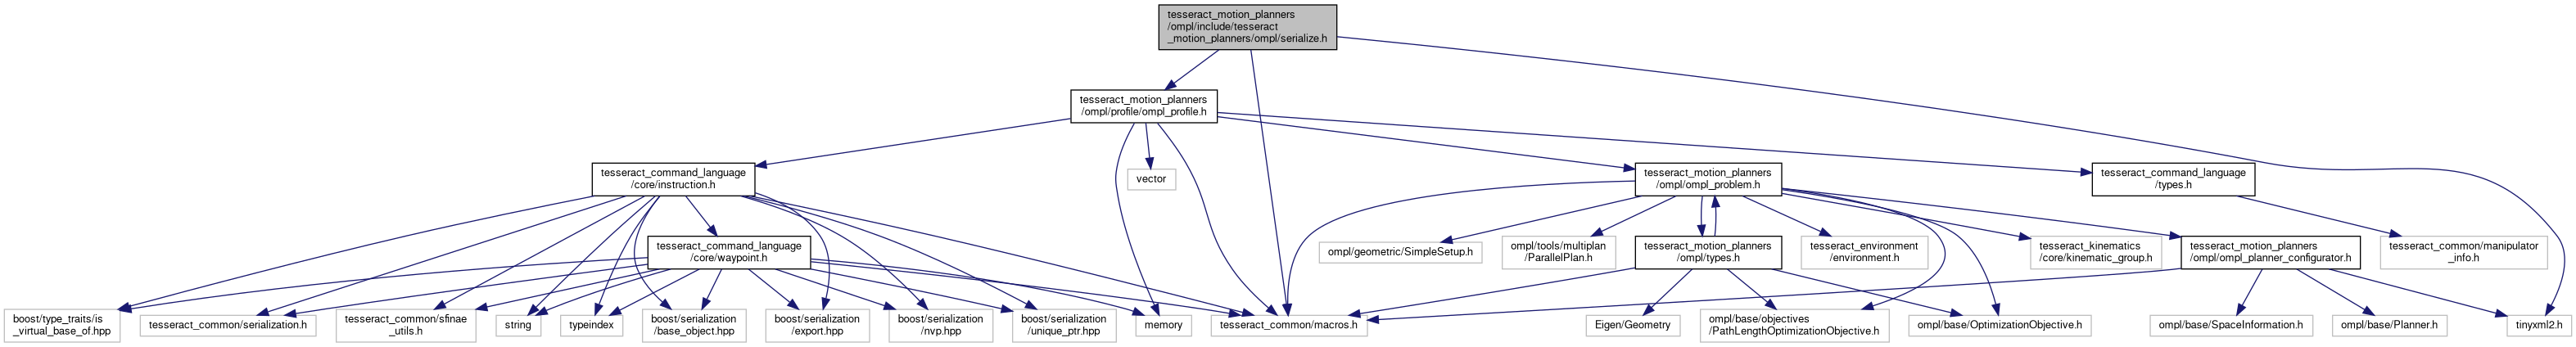 tesseract_motion_planners
/ompl/include/tesseract
_motion_planners/ompl/serialize.h
tesseract_motion_planners
/ompl/profile/ompl_profile.h
tesseract_command_language
/core/instruction.h
vector
tesseract_motion_planners
/ompl/ompl_problem.h
tesseract_command_language
/types.h
tesseract_command_language
/core/waypoint.h
ompl/geometric/SimpleSetup.h
ompl/tools/multiplan
/ParallelPlan.h
tesseract_motion_planners
/ompl/types.h
tesseract_environment
/environment.h
tesseract_kinematics
/core/kinematic_group.h
tesseract_motion_planners
/ompl/ompl_planner_configurator.h
tesseract_common/manipulator
_info.h
boost/type_traits/is
_virtual_base_of.hpp
tesseract_common/serialization.h
tesseract_common/sfinae
_utils.h
string
typeindex
boost/serialization
/base_object.hpp
boost/serialization
/export.hpp
boost/serialization
/nvp.hpp
boost/serialization
/unique_ptr.hpp
memory
tesseract_common/macros.h
Eigen/Geometry
ompl/base/objectives
/PathLengthOptimizationObjective.h
ompl/base/OptimizationObjective.h
ompl/base/SpaceInformation.h
ompl/base/Planner.h
tinyxml2.h